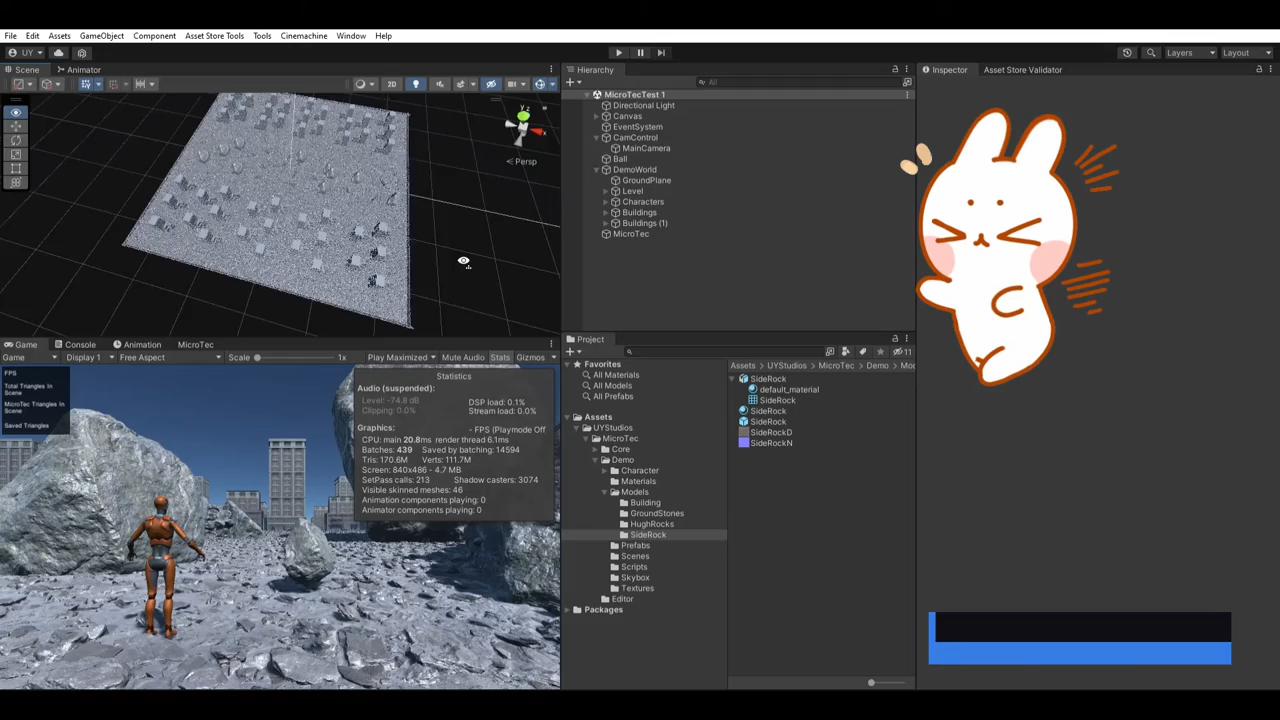 File Edit Assets GameObject Component Asset Store Tools Tools Cinemachine Window Help
UY Layers Layout
Scene Animator
2D
y
x
Persp
Hierarchy
All
MicroTecTest 1
Directional Light
Canvas
EventSystem
CamControl
MainCamera
Ball
DemoWorld
GroundPlane
Level
Characters
Buildings
Buildings (1)
MicroTec
Game Console Animation MicroTec
Game Display 1 Free Aspect Scale 1x Play Maximized Mute Audio Stats Gizmos
FPS
Total Triangles In
Scene
MicroTec Triangles In
Scene
Saved Triangles
Statistics
Audio (suspended):
Level: -74.8 dB DSP load: 0.1%
Clipping: 0.0% Stream load: 0.0%
Graphics: - FPS (Playmode Off
CPU: main 20.8ms render thread 6.1ms
Batches: 439 Saved by batching: 14594
Tris: 170.6M Verts: 111.7M
Screen: 840x486 - 4.7 MB
SetPass calls: 213 Shadow casters: 3074
Visible skinned meshes: 46
Animation components playing: 0
Animator components playing: 0
Project
11
Favorites
All Materials
All Models
All Prefabs
Assets
UYStudios
MicroTec
Core
Demo
Character
Materials
Models
Building
GroundStones
HughRocks
SideRock
Prefabs
Scenes
Scripts
Skybox
Textures
Editor
Packages
Assets UYStudios MicroTec Demo Mod
SideRock
default_material
SideRock
SideRock
SideRock
SideRockD
SideRockN
Inspector Asset Store Validator